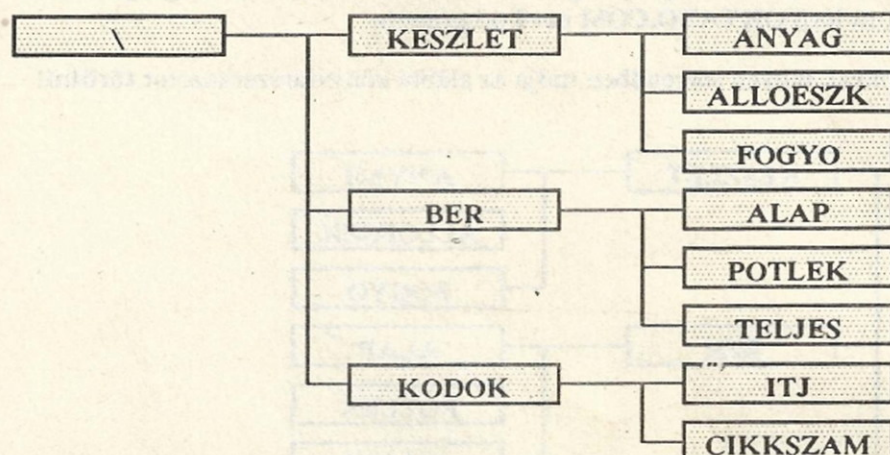 \ KESZLET ANYAG
ALLOESZK
FOGYO
BER ALAP
POTLEK
TELJES
KODOK ITJ
CIKKSZAM